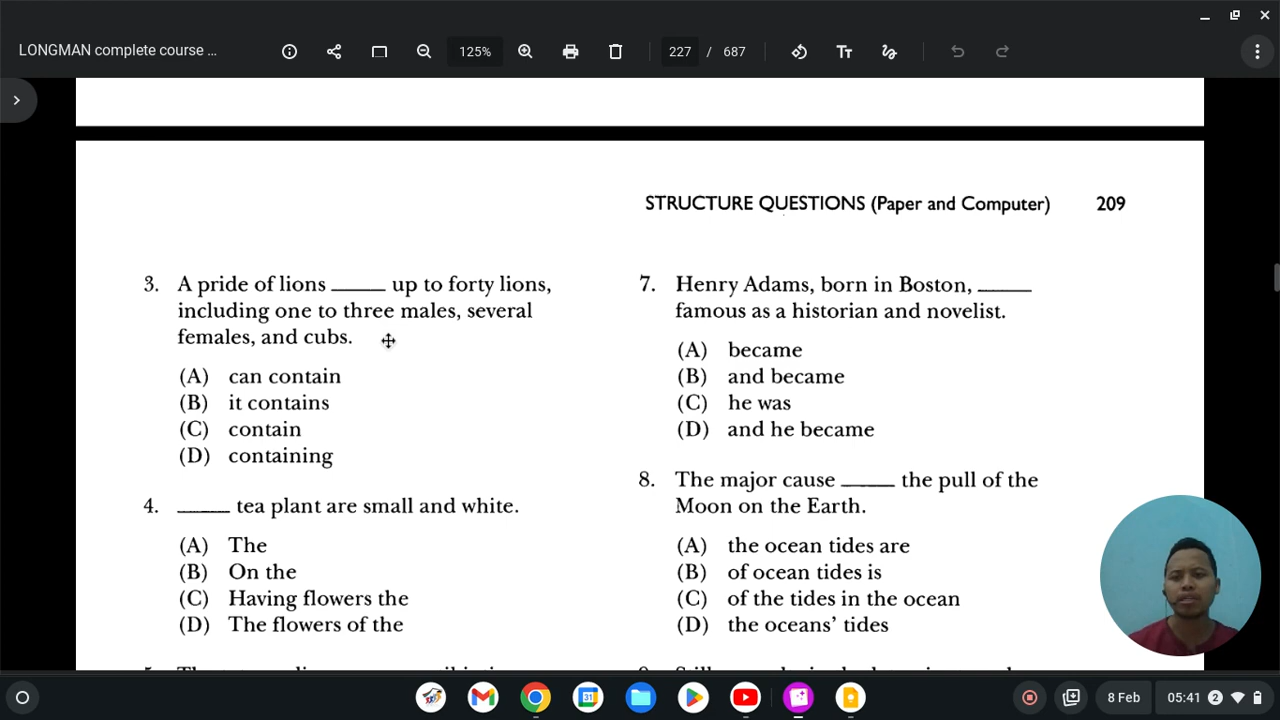 LONGMAN complete course ...
125%
227 / 687
STRUCTURE QUESTIONS (Paper and Computer) 209
3. A pride of lions _____ up to forty lions,
including one to three males, several
females, and cubs.
(A) can contain
(B) it contains
(C) contain
(D) containing
4. _____ tea plant are small and white.
(A) The
(B) On the
(C) Having flowers the
(D) The flowers of the
7. Henry Adams, born in Boston, _____
famous as a historian and novelist.
(A) became
(B) and became
(C) he was
(D) and he became
8. The major cause _____ the pull of the
Moon on the Earth.
(A) the ocean tides are
(B) of ocean tides is
(C) of the tides in the ocean
(D) the oceans' tides
31
8 Feb
05:41 2